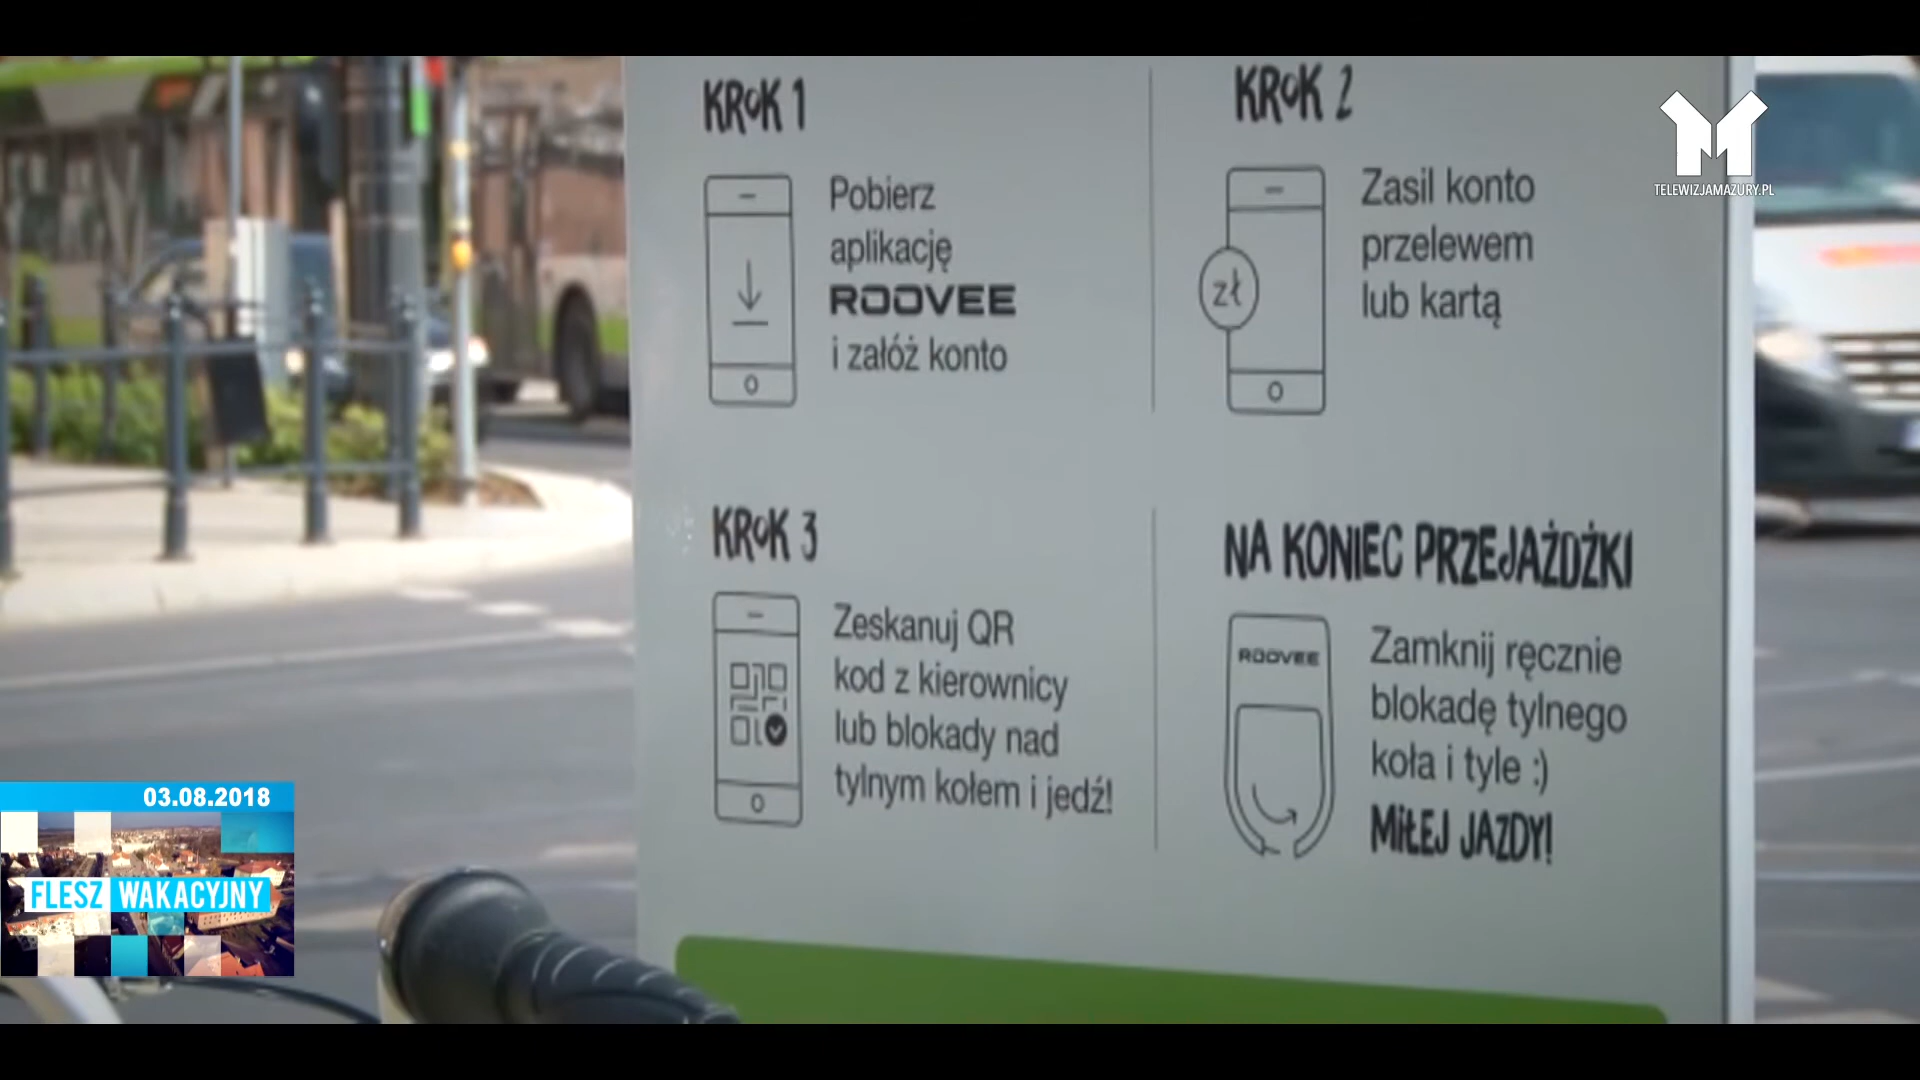 KROK 1
Pobierz
aplikację
ROOVEE
i załóż konto
KROK 2
zł
Zasil konto
przelewem
lub kartą
KROK 3
Zeskanuj QR
kod z kierownicy
lub blokady nad
tylnym kołem i jedź!
NA KONIEC PRZEJAŻDŻKI
ROOVEE
Zamknij ręcznie
blokadę tylnego
koła i tyle :)
MIŁEJ JAZDY!
TELEWIZJAMAZURY.PL
03.08.2018
FLESZ WAKACYJNY